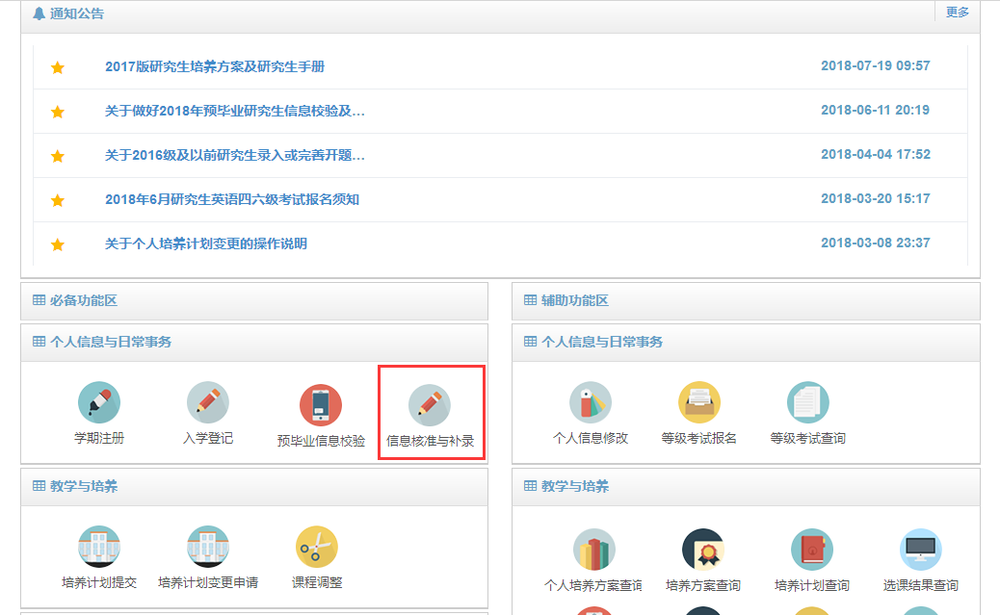 通知公告
更多
2017版研究生培养方案及研究生手册 2018-07-19 09:57
关于做好2018年预毕业研究生信息校验及... 2018-06-11 20:19
关于2016级及以前研究生录入或完善开题... 2018-04-04 17:52
2018年6月研究生英语四六级考试报名须知 2018-03-20 15:17
关于个人培养计划变更的操作说明 2018-03-08 23:37
必备功能区
个人信息与日常事务
学期注册 入学登记 预毕业信息校验 信息核准与补录
教学与培养
培养计划提交 培养计划变更申请 课程调整
辅助功能区
个人信息与日常事务
个人信息修改 等级考试报名 等级考试查询
教学与培养
个人培养方案查询 培养方案查询 培养计划查询 选课结果查询